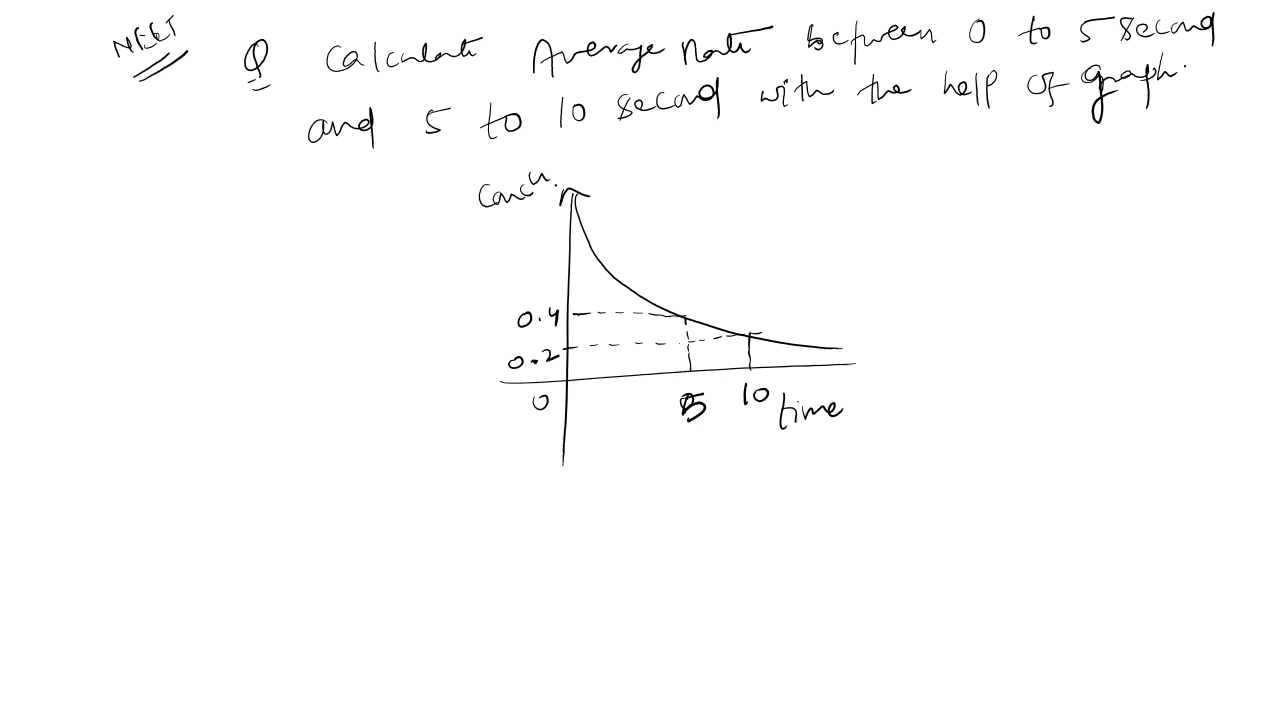 NEET
Q Calculate Average Rate between 0 to 5 second
and 5 to 10 second with the help of graph.
Concn.
0.4
0.2
0
5
10
time